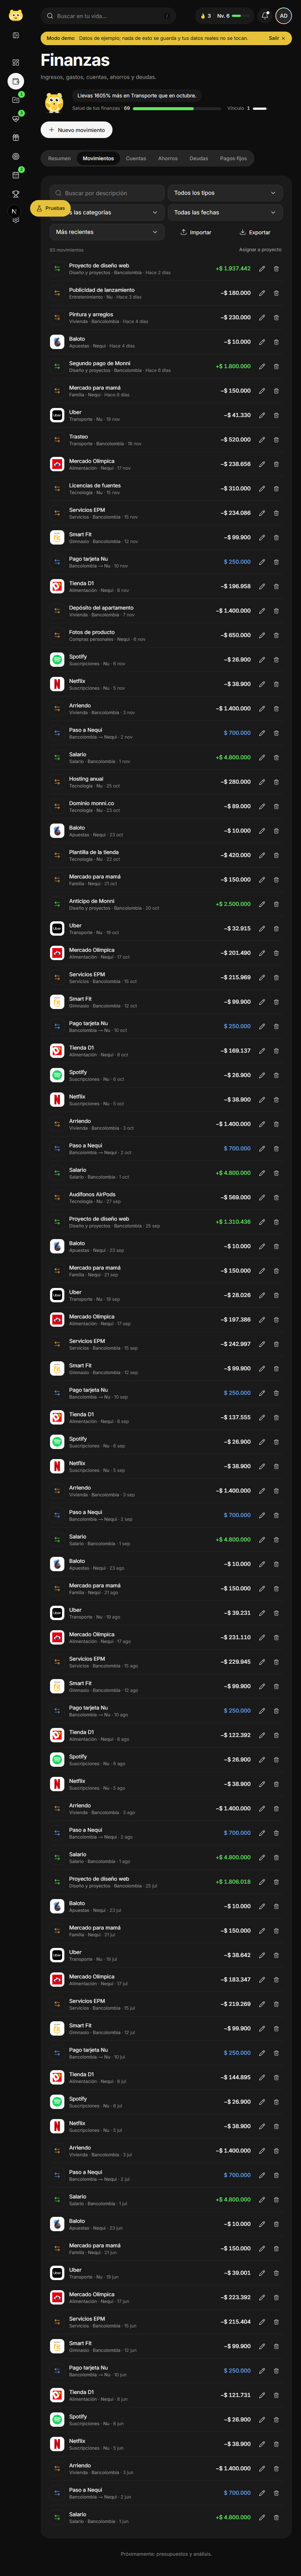 Busca en tu vida...
/
3
Nv. 6
AD
Modo demo Datos de ejemplo; nada de esto se guarda y tus datos reales no se tocan.
Salir
Finanzas
Ingresos, gastos, cuentas, ahorros y deudas.
Llevas 1605% más en Transporte que en octubre.
Salud de tus finanzas · 69
Vínculo 1
Nuevo movimiento
Resumen
Movimientos
Cuentas
Ahorros
Deudas
Pagos fijos
Pruebas
Buscar por descripción
Todos los tipos
las categorías
Todas las fechas
Más recientes
Importar
Exportar
movimientos
Asignar a proyecto
Proyecto de diseño web
Diseño y proyectos · Bancolombia · Hace 2 días
+$ 1.937.442
Publicidad de lanzamiento
Entretenimiento · Nu · Hace 3 días
−$ 180.000
Pintura y arreglos
Vivienda · Bancolombia · Hace 4 días
−$ 230.000
Baloto
Apuestas · Nequi · Hace 4 días
−$ 10.000
Segundo pago de Monni
Diseño y proyectos · Bancolombia · Hace 6 días
+$ 1.800.000
Mercado para mamá
Familia · Nequi · Hace 6 días
−$ 150.000
Uber
Transporte · Nu · 19 nov
−$ 41.330
Trasteo
Transporte · Bancolombia · 18 nov
−$ 520.000
Mercado Olímpica
Alimentación · Nequi · 17 nov
−$ 238.656
Licencias de fuentes
Tecnología · Nu · 15 nov
−$ 310.000
Servicios EPM
Servicios · Bancolombia · 15 nov
−$ 234.086
Smart Fit
Gimnasio · Bancolombia · 12 nov
−$ 99.900
Pago tarjeta Nu
Bancolombia → Nu · 10 nov
$ 250.000
Tienda D1
Alimentación · Nequi · 8 nov
−$ 196.958
Depósito del apartamento
Vivienda · Bancolombia · 7 nov
−$ 1.400.000
Fotos de producto
Compras personales · Nequi · 6 nov
−$ 650.000
Spotify
Suscripciones · Nu · 6 nov
−$ 26.900
Netflix
Suscripciones · Nu · 5 nov
−$ 38.900
Arriendo
Vivienda · Bancolombia · 3 nov
−$ 1.400.000
Paso a Nequi
Bancolombia → Nequi · 2 nov
$ 700.000
Salario
Salario · Bancolombia · 1 nov
+$ 4.800.000
Hosting anual
Tecnología · Nu · 25 oct
−$ 280.000
Dominio monni.co
Tecnología · Nu · 23 oct
−$ 89.000
Baloto
Apuestas · Nequi · 23 oct
−$ 10.000
Plantilla de la tienda
Tecnología · Nu · 22 oct
−$ 420.000
Mercado para mamá
Familia · Nequi · 21 oct
−$ 150.000
Anticipo de Monni
Diseño y proyectos · Bancolombia · 20 oct
+$ 2.500.000
Uber
Transporte · Nu · 19 oct
−$ 32.915
Mercado Olímpica
Alimentación · Nequi · 17 oct
−$ 201.490
Servicios EPM
Servicios · Bancolombia · 15 oct
−$ 215.969
Smart Fit
Gimnasio · Bancolombia · 12 oct
−$ 99.900
Pago tarjeta Nu
Bancolombia → Nu · 10 oct
$ 250.000
Tienda D1
Alimentación · Nequi · 8 oct
−$ 169.137
Spotify
Suscripciones · Nu · 6 oct
−$ 26.900
Netflix
Suscripciones · Nu · 5 oct
−$ 38.900
Arriendo
Vivienda · Bancolombia · 3 oct
−$ 1.400.000
Paso a Nequi
Bancolombia → Nequi · 2 oct
$ 700.000
Salario
Salario · Bancolombia · 1 oct
+$ 4.800.000
Audífonos AirPods
Tecnología · Nu · 27 sep
−$ 569.000
Proyecto de diseño web
Diseño y proyectos · Bancolombia · 25 sep
+$ 1.310.436
Baloto
Apuestas · Nequi · 23 sep
−$ 10.000
Mercado para mamá
Familia · Nequi · 21 sep
−$ 150.000
Uber
Transporte · Nu · 19 sep
−$ 28.026
Mercado Olímpica
Alimentación · Nequi · 17 sep
−$ 197.386
Servicios EPM
Servicios · Bancolombia · 15 sep
−$ 242.997
Smart Fit
Gimnasio · Bancolombia · 12 sep
−$ 99.900
Pago tarjeta Nu
Bancolombia → Nu · 10 sep
$ 250.000
Tienda D1
Alimentación · Nequi · 8 sep
−$ 137.555
Spotify
Suscripciones · Nu · 6 sep
−$ 26.900
Netflix
Suscripciones · Nu · 5 sep
−$ 38.900
Arriendo
Vivienda · Bancolombia · 3 sep
−$ 1.400.000
Paso a Nequi
Bancolombia → Nequi · 2 sep
$ 700.000
Salario
Salario · Bancolombia · 1 sep
+$ 4.800.000
Baloto
Apuestas · Nequi · 23 ago
−$ 10.000
Mercado para mamá
Familia · Nequi · 21 ago
−$ 150.000
Uber
Transporte · Nu · 19 ago
−$ 39.231
Mercado Olímpica
Alimentación · Nequi · 17 ago
−$ 231.110
Servicios EPM
Servicios · Bancolombia · 15 ago
−$ 229.945
Smart Fit
Gimnasio · Bancolombia · 12 ago
−$ 99.900
Pago tarjeta Nu
Bancolombia → Nu · 10 ago
$ 250.000
Tienda D1
Alimentación · Nequi · 8 ago
−$ 122.392
Spotify
Suscripciones · Nu · 6 ago
−$ 26.900
Netflix
Suscripciones · Nu · 5 ago
−$ 38.900
Arriendo
Vivienda · Bancolombia · 3 ago
−$ 1.400.000
Paso a Nequi
Bancolombia → Nequi · 2 ago
$ 700.000
Salario
Salario · Bancolombia · 1 ago
+$ 4.800.000
Proyecto de diseño web
Diseño y proyectos · Bancolombia · 25 jul
+$ 1.806.018
Baloto
Apuestas · Nequi · 23 jul
−$ 10.000
Mercado para mamá
Familia · Nequi · 21 jul
−$ 150.000
Uber
Transporte · Nu · 19 jul
−$ 38.642
Mercado Olímpica
Alimentación · Nequi · 17 jul
−$ 183.347
Servicios EPM
Servicios · Bancolombia · 15 jul
−$ 219.269
Smart Fit
Gimnasio · Bancolombia · 12 jul
−$ 99.900
Pago tarjeta Nu
Bancolombia → Nu · 10 jul
$ 250.000
Tienda D1
Alimentación · Nequi · 8 jul
−$ 144.895
Spotify
Suscripciones · Nu · 6 jul
−$ 26.900
Netflix
Suscripciones · Nu · 5 jul
−$ 38.900
Arriendo
Vivienda · Bancolombia · 3 jul
−$ 1.400.000
Paso a Nequi
Bancolombia → Nequi · 2 jul
$ 700.000
Salario
Salario · Bancolombia · 1 jul
+$ 4.800.000
Baloto
Apuestas · Nequi · 23 jun
−$ 10.000
Mercado para mamá
Familia · Nequi · 21 jun
−$ 150.000
Uber
Transporte · Nu · 19 jun
−$ 39.001
Mercado Olímpica
Alimentación · Nequi · 17 jun
−$ 223.392
Servicios EPM
Servicios · Bancolombia · 15 jun
−$ 215.404
Smart Fit
Gimnasio · Bancolombia · 12 jun
−$ 99.900
Pago tarjeta Nu
Bancolombia → Nu · 10 jun
$ 250.000
Tienda D1
Alimentación · Nequi · 8 jun
−$ 121.731
Spotify
Suscripciones · Nu · 6 jun
−$ 26.900
Netflix
Suscripciones · Nu · 5 jun
−$ 38.900
Arriendo
Vivienda · Bancolombia · 3 jun
−$ 1.400.000
Paso a Nequi
Bancolombia → Nequi · 2 jun
$ 700.000
Salario
Salario · Bancolombia · 1 jun
+$ 4.800.000
Próximamente: presupuestos y análisis.